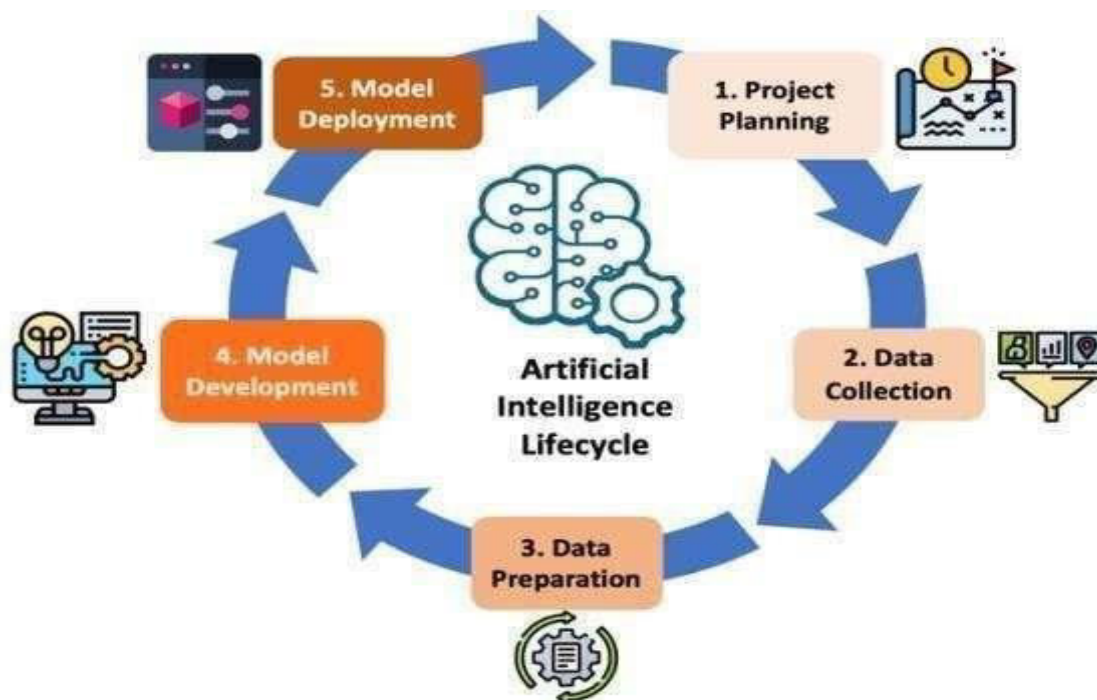 5. Model
Deployment
1. Project
Planning
2. Data
Collection
3. Data
Preparation
4. Model
Development
Artificial
Intelligence
Lifecycle